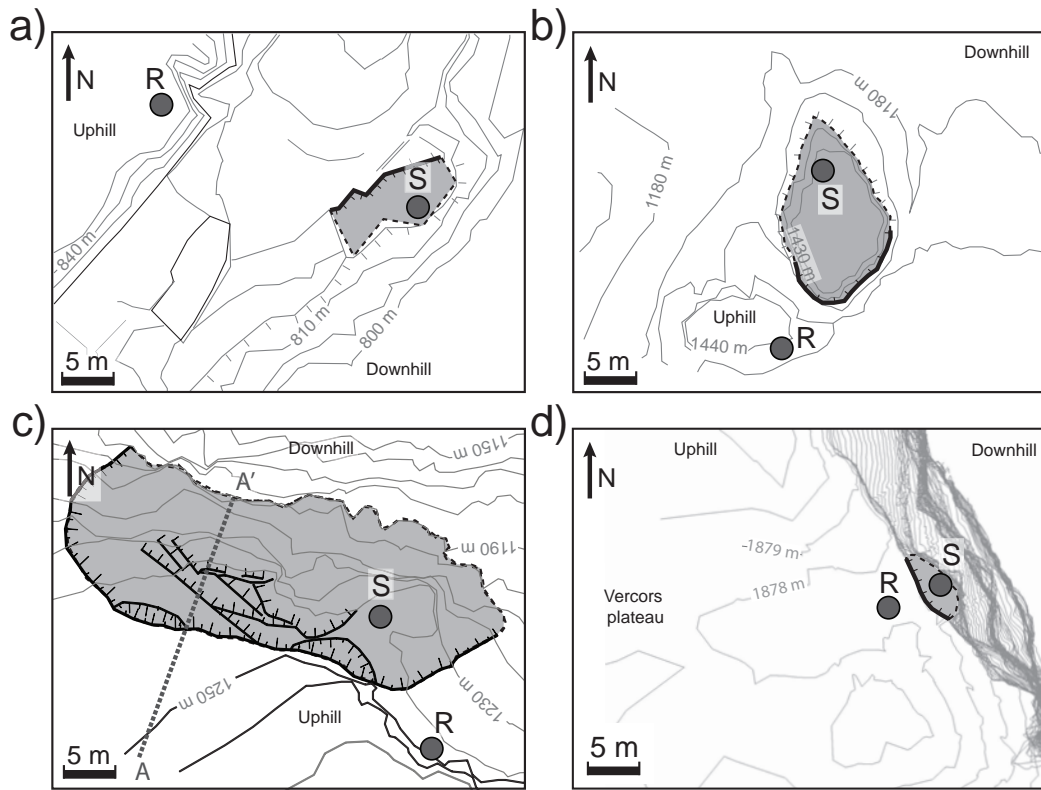 a)
N
R
Uphill
S
840 m
810 m
800 m
Downhill
5 m
b)
N
Downhill
1180 m
1180 m
S
1430 m
Uphill
R
1440 m
5 m
c)
N
Downhill
1150 m
A'
1190 m
S
1250 m
Uphill
1230 m
R
A
5 m
d)
N
Uphill
Downhill
1879 m
S
R
1878 m
Vercors
plateau
5 m